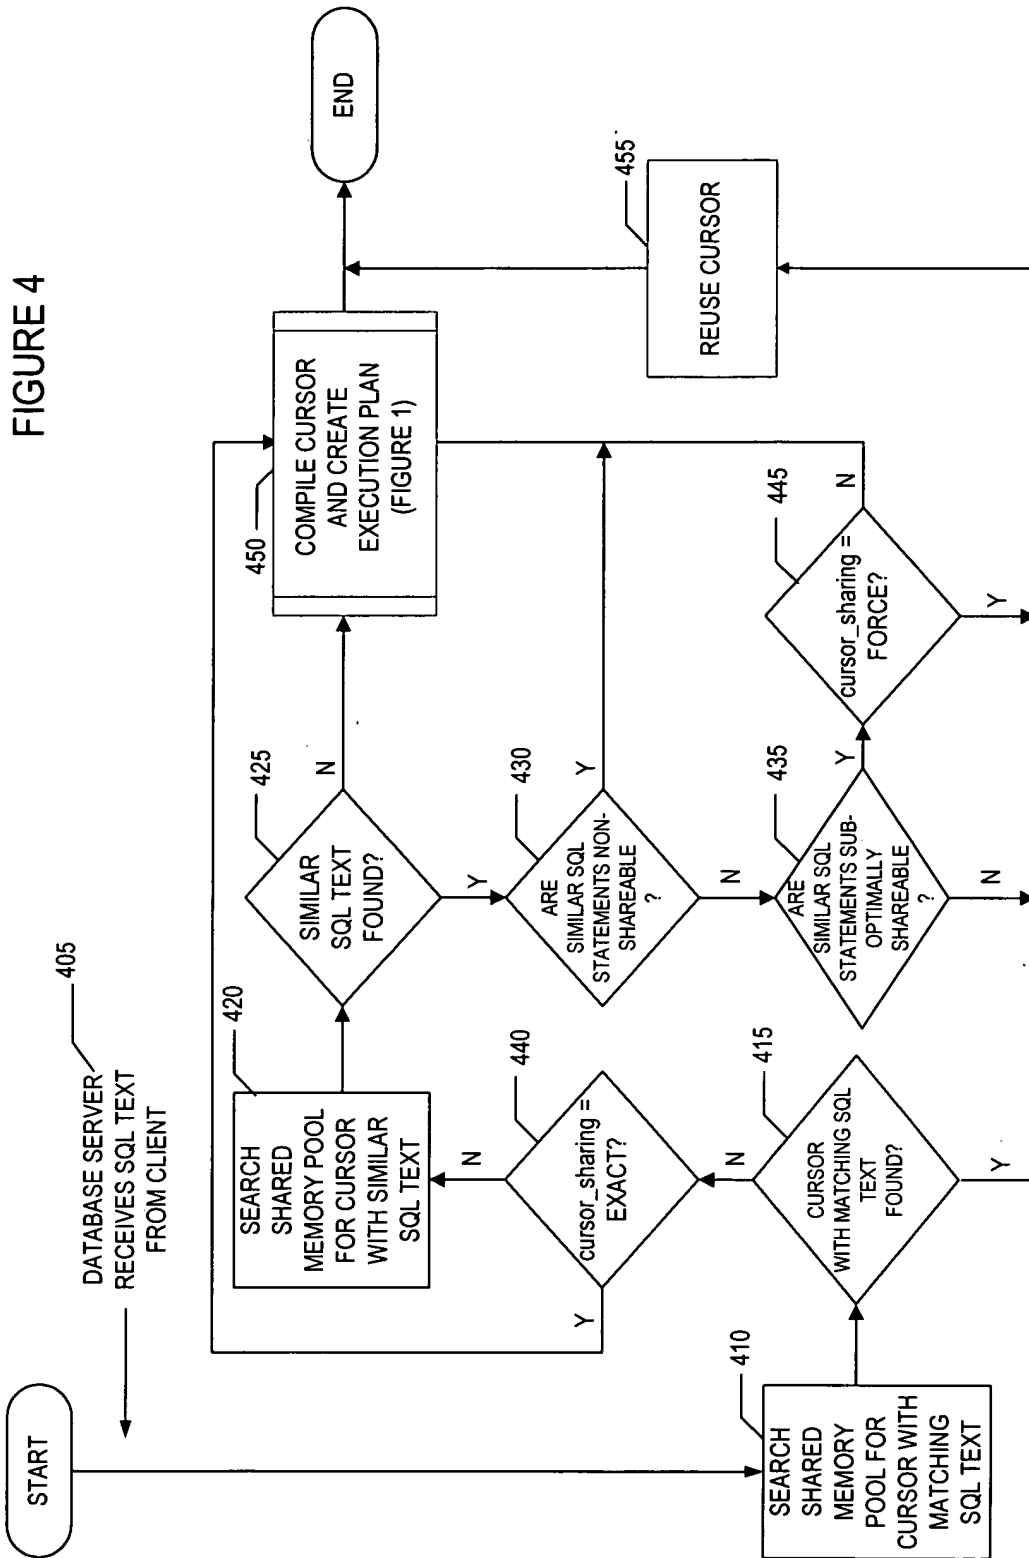 FIGURE 4
START
405
DATABASE SERVER
RECEIVES SQL TEXT
FROM CLIENT
410
SEARCH
SHARED
MEMORY
POOL FOR
CURSOR WITH
MATCHING
SQL TEXT
415
CURSOR
WITH MATCHING SQL
TEXT
FOUND?
N
Y
440
cursor_sharing =
EXACT?
N
Y
420
SEARCH
SHARED
MEMORY POOL
FOR CURSOR
WITH SIMILAR
SQL TEXT
425
SIMILAR
SQL TEXT
FOUND?
N
Y
430
ARE
SIMILAR SQL
STATEMENTS NON-
SHAREABLE
?
Y
N
435
ARE
SIMILAR SQL
STATEMENTS SUB-
OPTIMALLY
SHAREABLE
?
Y
N
445
cursor_sharing =
FORCE?
N
Y
450
COMPILE CURSOR
AND CREATE
EXECUTION PLAN
(FIGURE 1)
455
REUSE CURSOR
END